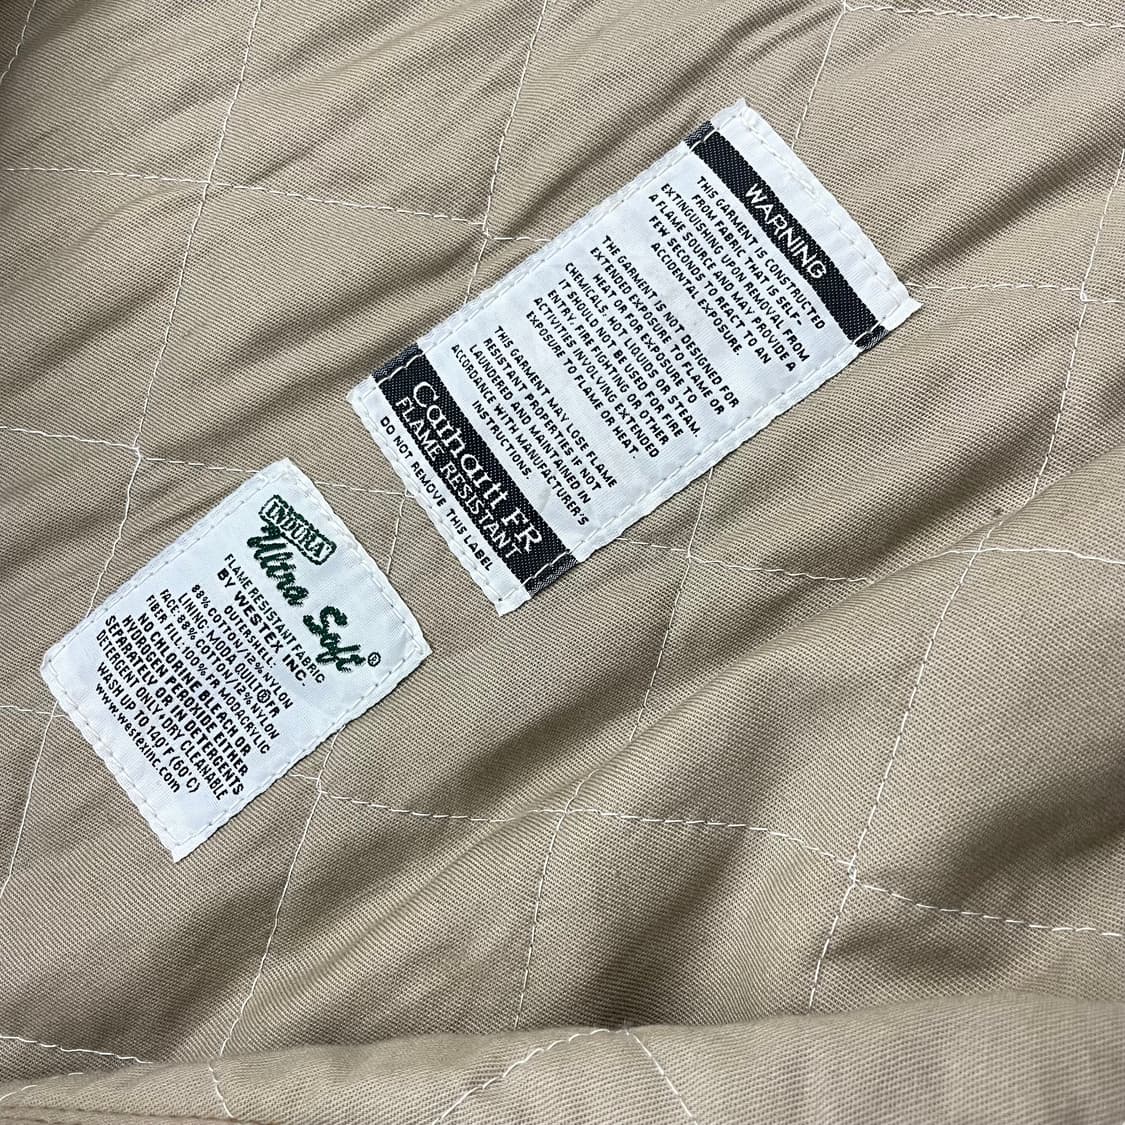 WARNING
THIS GARMENT IS CONSTRUCTED
FROM FABRIC THAT IS SELF-
EXTINGUISHING UPON REMOVAL FROM
A FLAME SOURCE AND MAY PROVIDE A
FEW SECONDS TO REACT TO AN
ACCIDENTAL EXPOSURE.
THE GARMENT IS NOT DESIGNED FOR
EXTENDED EXPOSURE TO FLAME OR
HEAT OR FOR EXPOSURE TO
CHEMICALS, HOT LIQUIDS OR STEAM.
IT SHOULD NOT BE USED FOR FIRE
ENTRY, FIRE FIGHTING OR OTHER
ACTIVITIES INVOLVING EXTENDED
EXPOSURE TO FLAME OR HEAT.
THIS GARMENT MAY LOSE FLAME
RESISTANT PROPERTIES IF NOT
LAUNDERED AND MAINTAINED IN
ACCORDANCE WITH MANUFACTURER'S
INSTRUCTIONS.
Carhartt FR
FLAME RESISTANT
DO NOT REMOVE THIS LABEL
INDURA
Ultra Soft®
FLAME RESISTANT FABRIC
BY WESTEX INC.
OUTERSHELL:
88% COTTON/12% NYLON
LINING: MODA QUILT® FR
FACE: 88% COTTON/12% NYLON
FIBER FILL: 100% FR MODACRYLIC
NO CHLORINE BLEACH OR
HYDROGEN PEROXIDE EITHER
SEPARATELY OR IN DETERGENTS
DETERGENT ONLY•DRY CLEANABLE
WASH UP TO 140°F (60°C)
www.westexinc.com